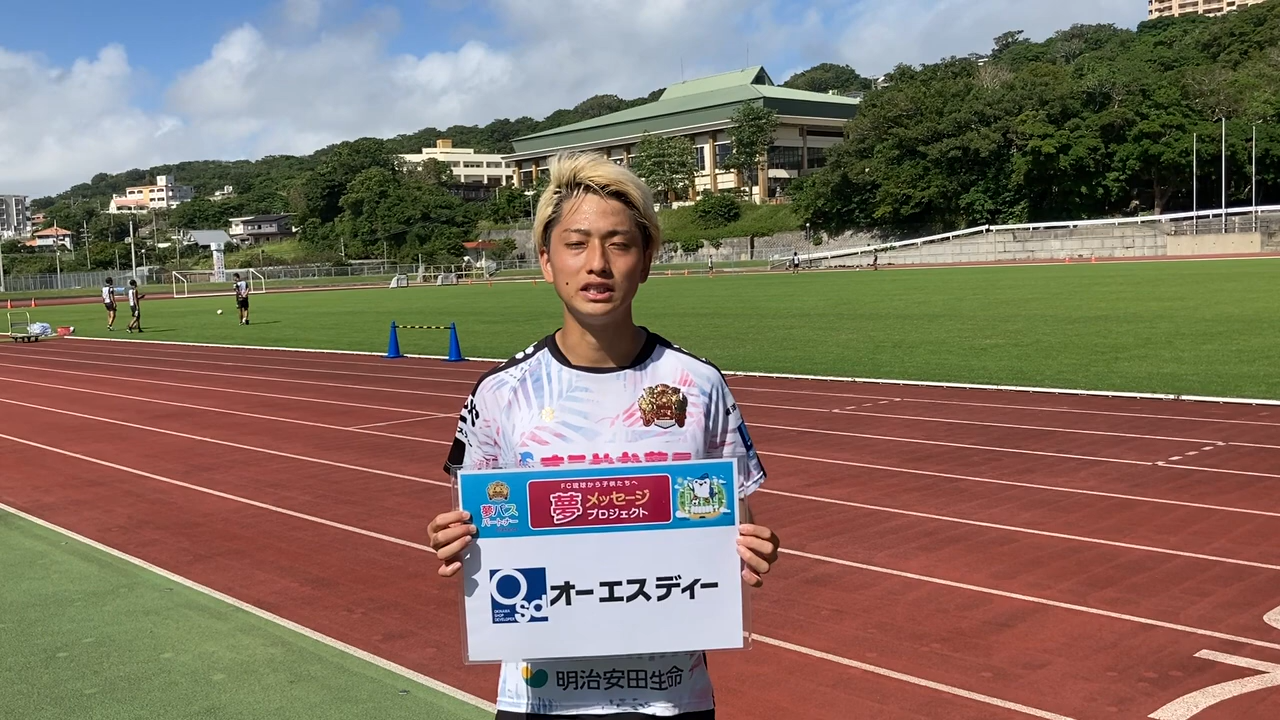 FC琉球から子供たちへ
夢パス
パートナー
夢メッセージ
プロジェクト
Osd
OKINAWA
SHOP
DEVELOPER
オーエスディー
明治安田生命